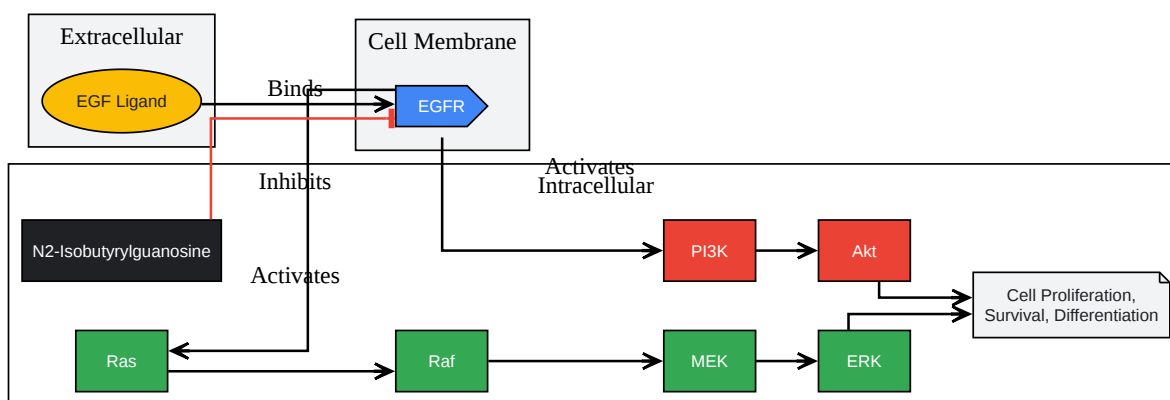 Extracellular
Cell Membrane
EGF Ligand
Binds
EGFR
Activates
Inhibits
Intracellular
N2-Isobutyrylguanosine
PI3K
Akt
Activates
Cell Proliferation,
Survival, Differentiation
Ras
Raf
MEK
ERK